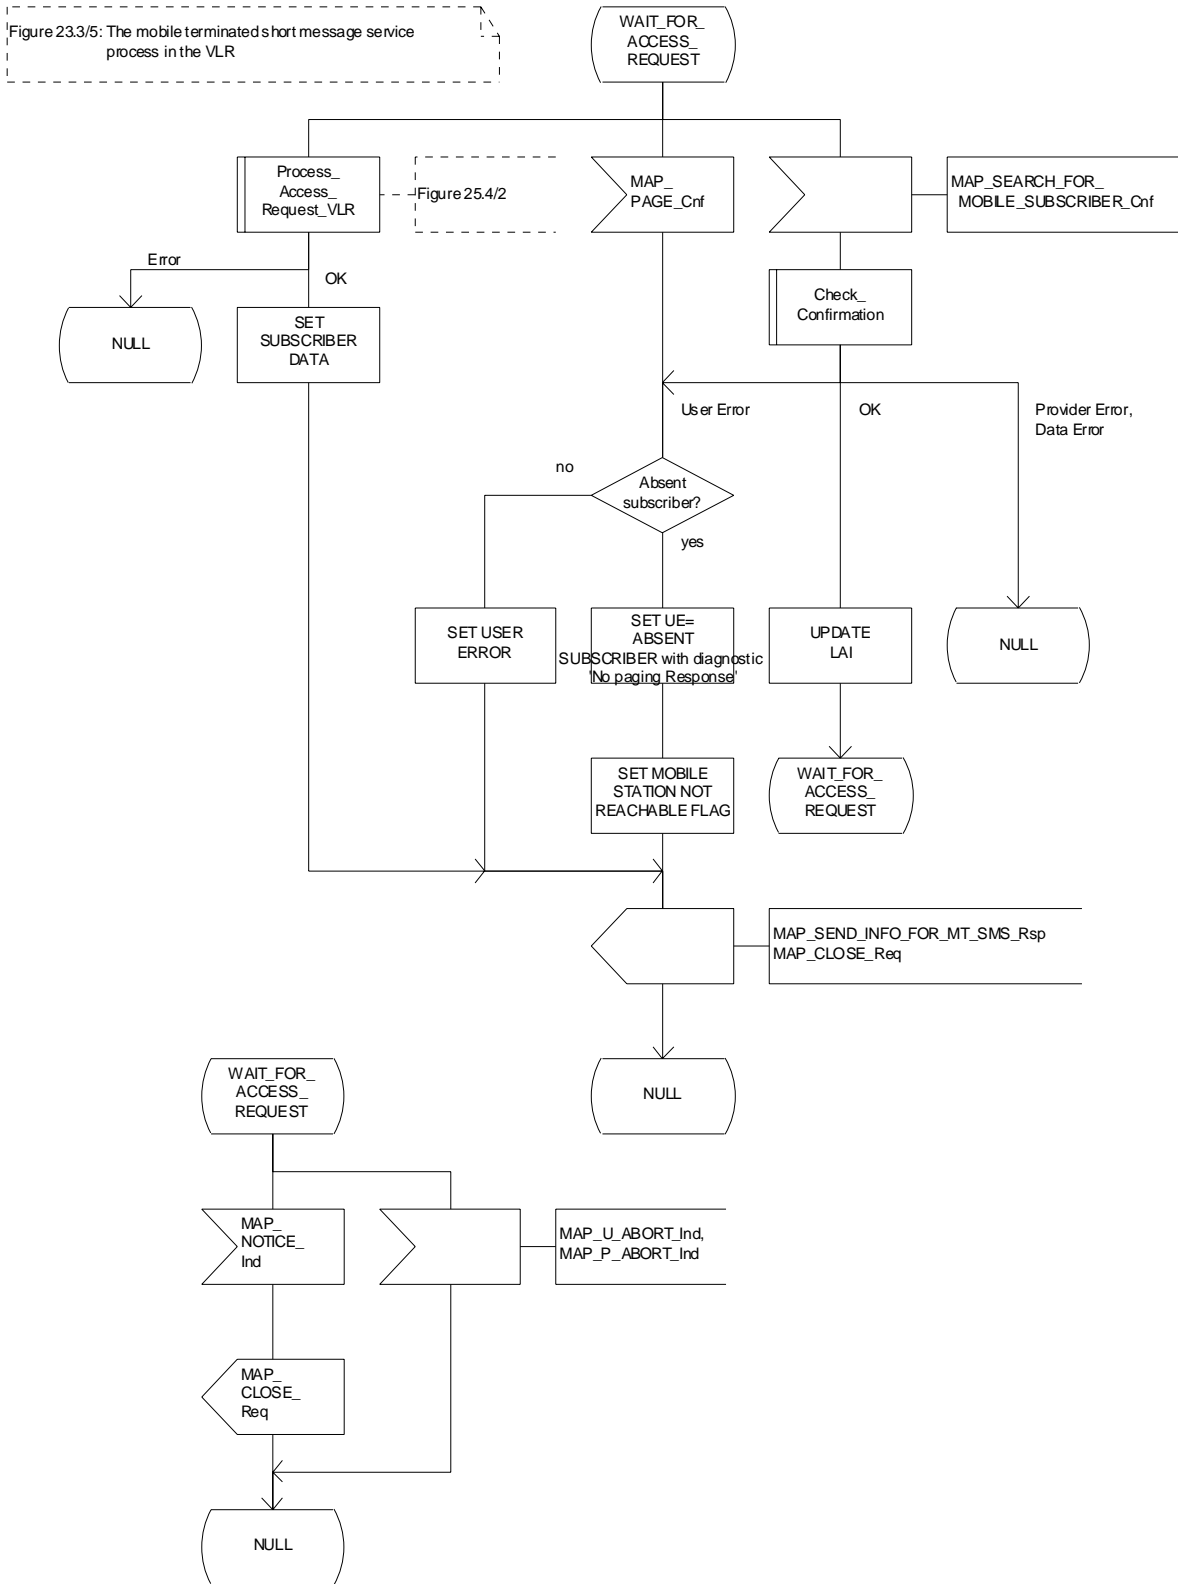 Figure 23.3/5: The mobile terminated short message service
process in the VLR
WAIT_FOR_
ACCESS_
REQUEST
Process_
Access_
Request_VLR
Figure 25.4/2
MAP_
PAGE_Cnf
MAP_SEARCH_FOR_
MOBILE_SUBSCRIBER_Cnf
Error
OK
Check_
Confirmation
NULL
SET
SUBSCRIBER
DATA
User Error
OK
Provider Error,
Data Error
no
Absent
subscriber?
yes
SET USER
ERROR
SET UE=
ABSENT
SUBSCRIBER with diagnostic
'No paging Response'
UPDATE
LAI
NULL
SET MOBILE
STATION NOT
REACHABLE FLAG
WAIT_FOR_
ACCESS_
REQUEST
MAP_SEND_INFO_FOR_MT_SMS_Rsp
MAP_CLOSE_Req
NULL
WAIT_FOR_
ACCESS_
REQUEST
MAP_
NOTICE_
Ind
MAP_U_ABORT_Ind,
MAP_P_ABORT_Ind
MAP_
CLOSE_
Req
NULL